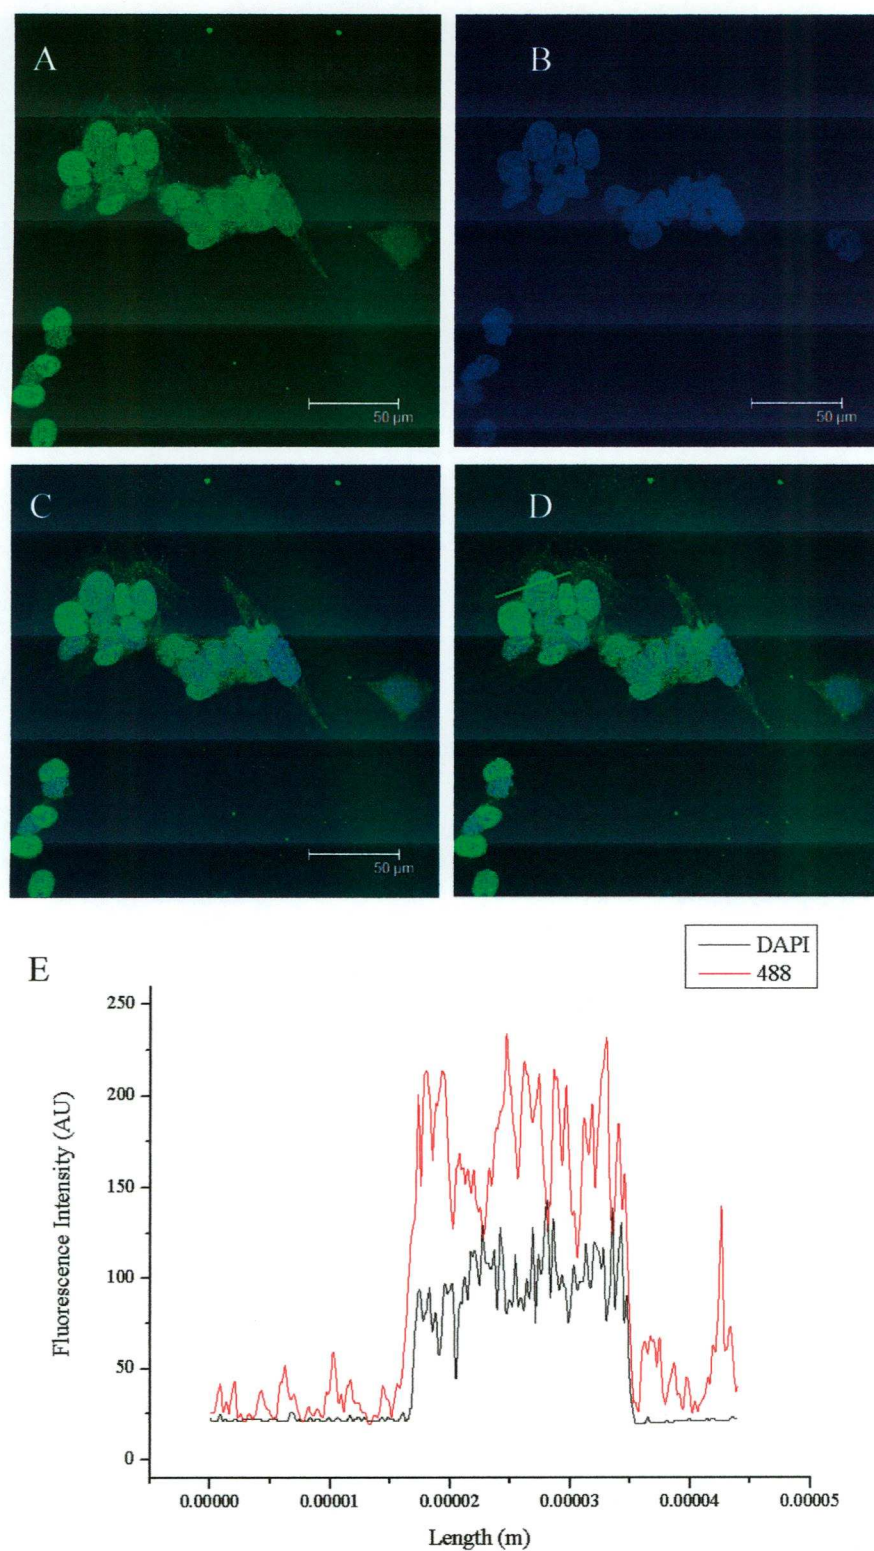 A
B
50 µm
50 µm
C
D
50 µm
E
DAPI
488
250
200
150
100
50
0
Fluorescence Intensity (AU)
0.00000
0.00001
0.00002
0.00003
0.00004
0.00005
Length (m)